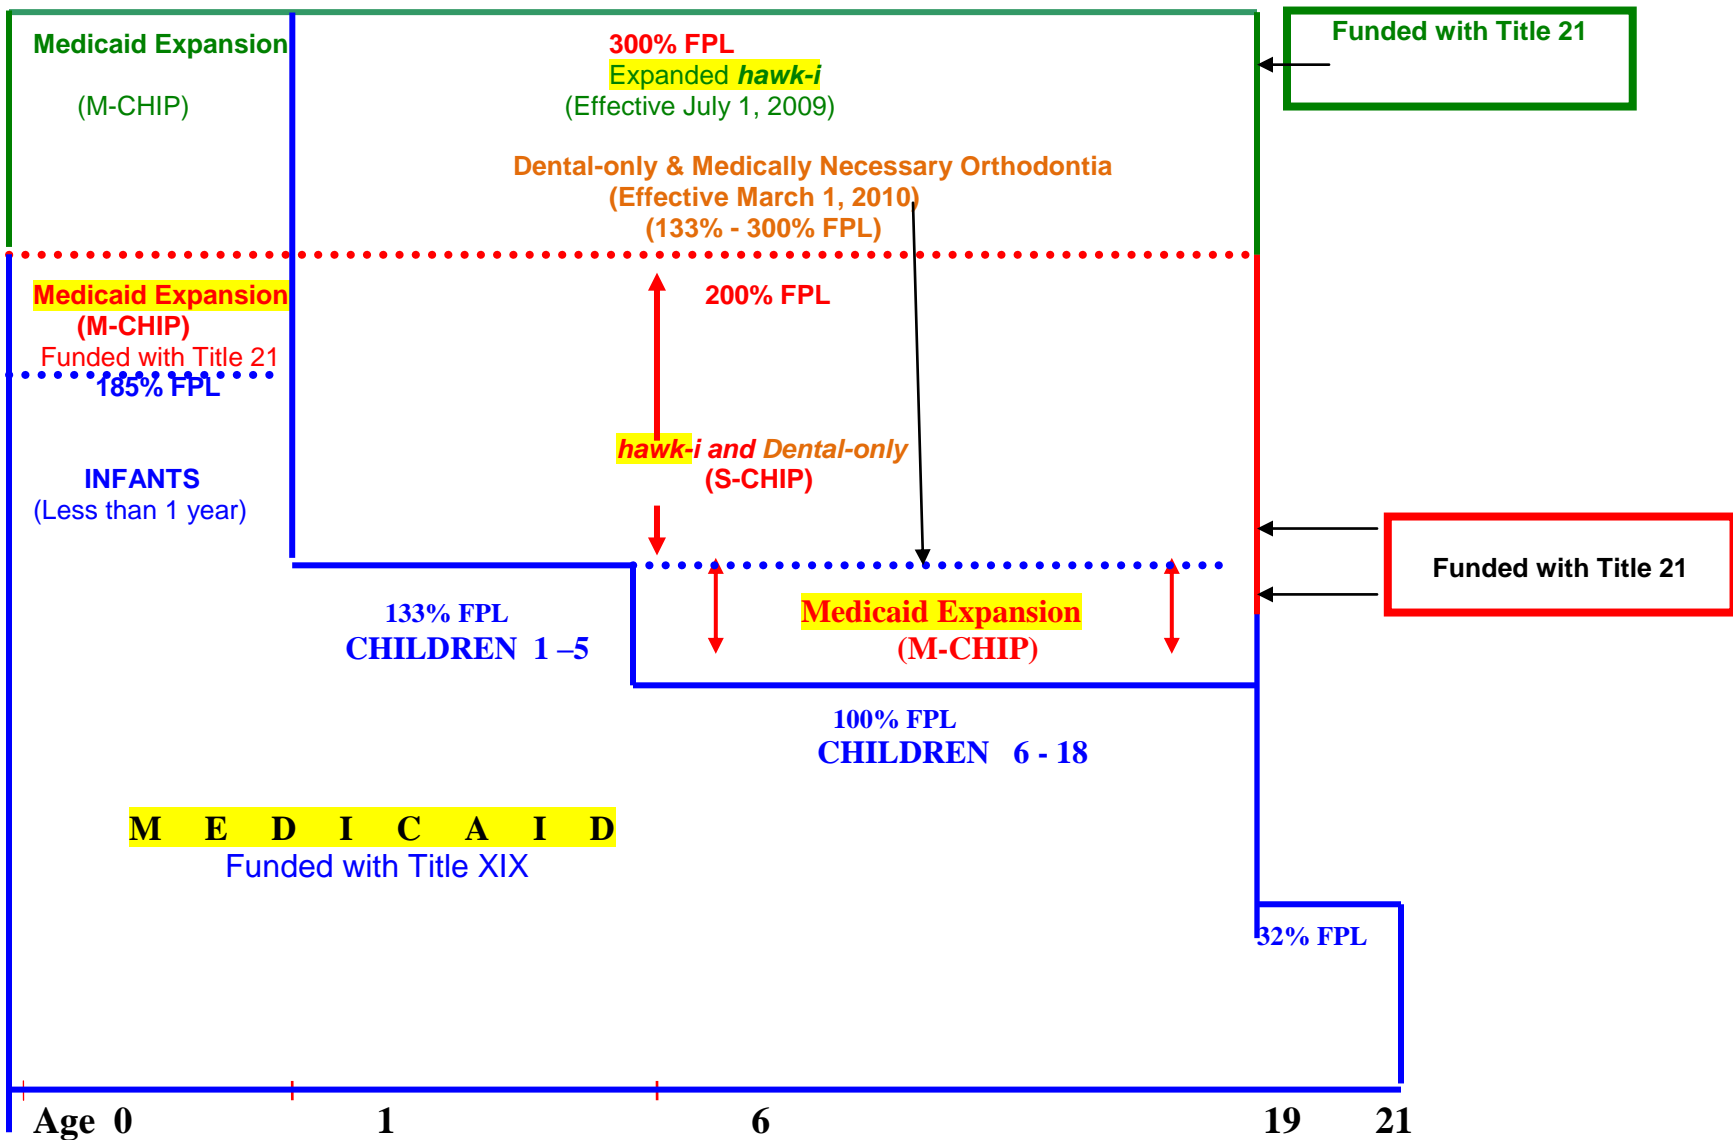 Medicaid Expansion
(M-CHIP)
300% FPL
Expanded hawk-i
(Effective July 1, 2009)
Funded with Title 21
Dental-only & Medically Necessary Orthodontia
(Effective March 1, 2010)
(133% - 300% FPL)
Medicaid Expansion
(M-CHIP)
Funded with Title 21
185% FPL
200% FPL
INFANTS
(Less than 1 year)
hawk-i and Dental-only
(S-CHIP)
Funded with Title 21
133% FPL
CHILDREN 1 –5
Medicaid Expansion
(M-CHIP)
100% FPL
CHILDREN 6 - 18
M E D I C A I D
Funded with Title XIX
32% FPL
Age 0 1 6 19 21